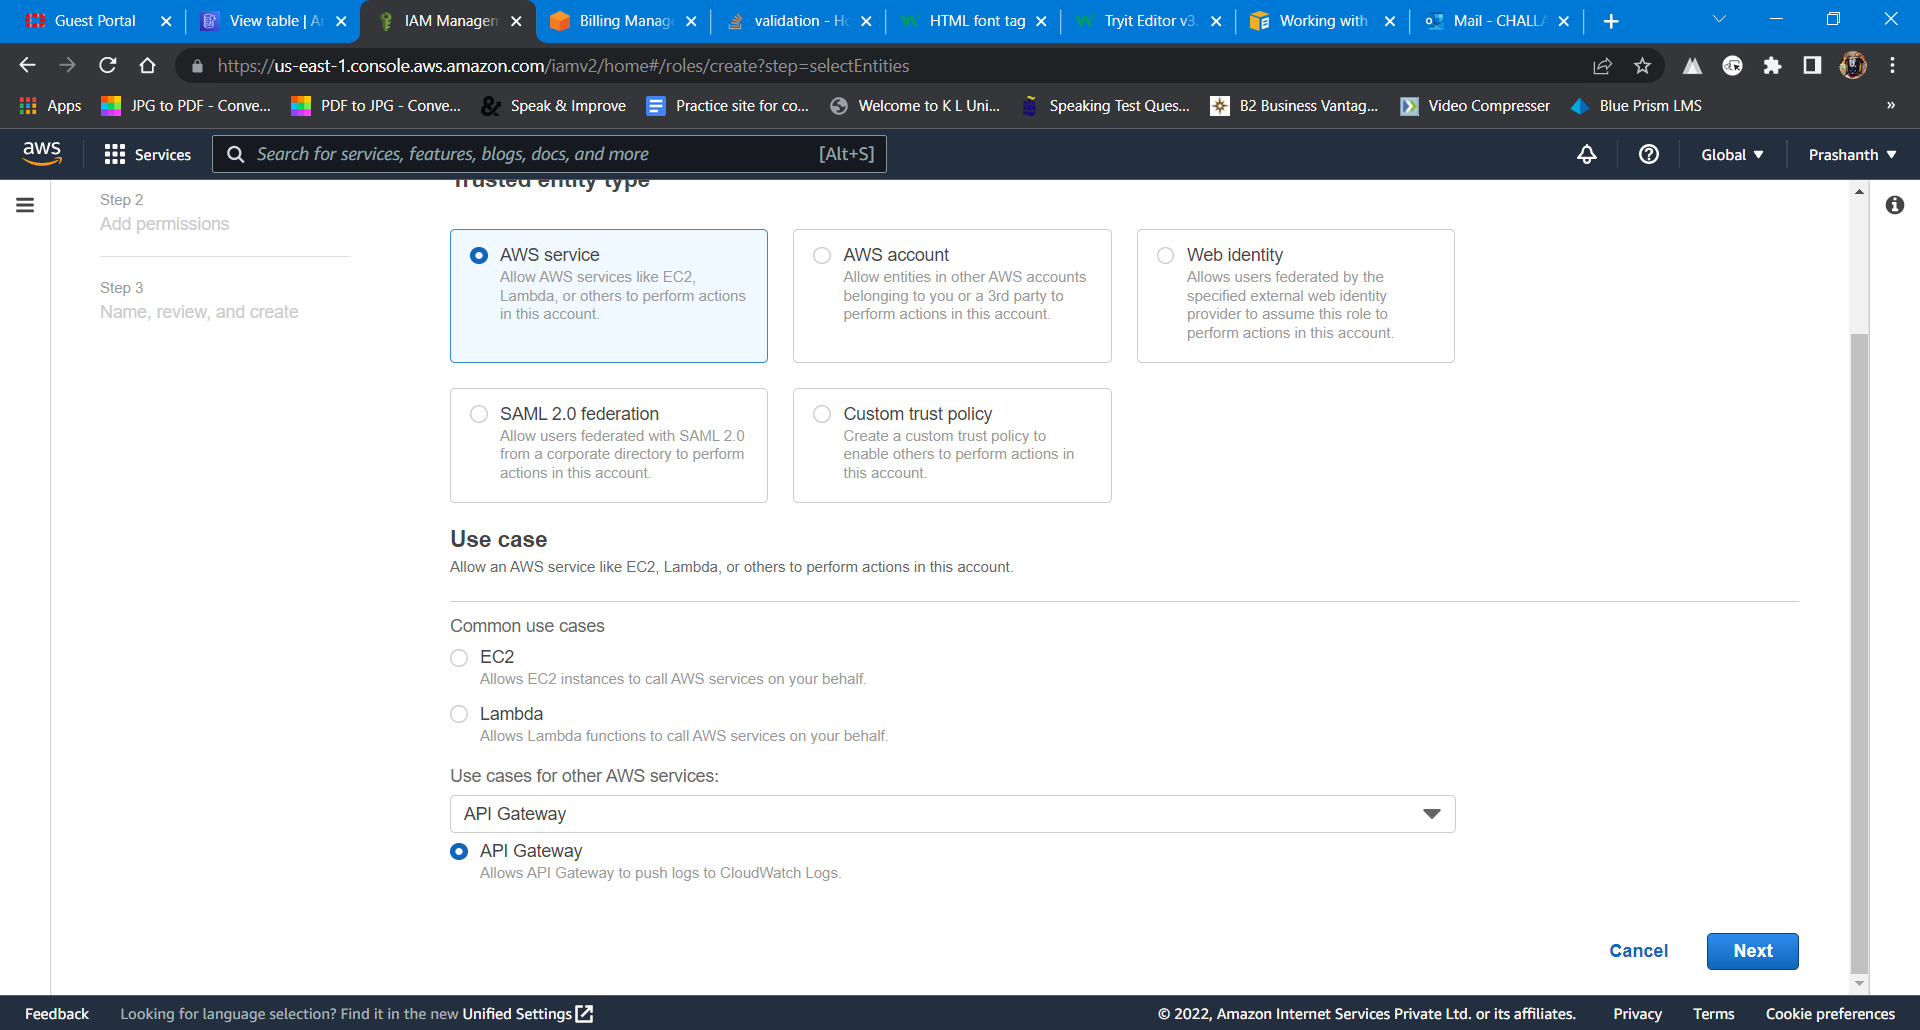 Guest Portal
View table | Ar
IAM Managem
Billing Manage
validation - Ho
HTML font tag
Tryit Editor v3.
Working with
Mail - CHALLA
https://us-east-1.console.aws.amazon.com/iamv2/home#/roles/create?step=selectEntities
Apps
JPG to PDF - Conve...
PDF to JPG - Conve...
Speak & Improve
Practice site for co...
Welcome to K L Uni...
Speaking Test Ques...
B2 Business Vantag...
Video Compresser
Blue Prism LMS
»
aws
Services
Search for services, features, blogs, docs, and more
[Alt+S]
Global
Prashanth
Step 2
Add permissions
Step 3
Name, review, and create
Trusted entity type
AWS service
Allow AWS services like EC2,
Lambda, or others to perform actions
in this account.
AWS account
Allow entities in other AWS accounts
belonging to you or a 3rd party to
perform actions in this account.
Web identity
Allows users federated by the
specified external web identity
provider to assume this role to
perform actions in this account.
SAML 2.0 federation
Allow users federated with SAML 2.0
from a corporate directory to perform
actions in this account.
Custom trust policy
Create a custom trust policy to
enable others to perform actions in
this account.
Use case
Allow an AWS service like EC2, Lambda, or others to perform actions in this account.
Common use cases
EC2
Allows EC2 instances to call AWS services on your behalf.
Lambda
Allows Lambda functions to call AWS services on your behalf.
Use cases for other AWS services:
API Gateway
API Gateway
Allows API Gateway to push logs to CloudWatch Logs.
Cancel
Next
Feedback
Looking for language selection? Find it in the new Unified Settings
© 2022, Amazon Internet Services Private Ltd. or its affiliates.
Privacy
Terms
Cookie preferences